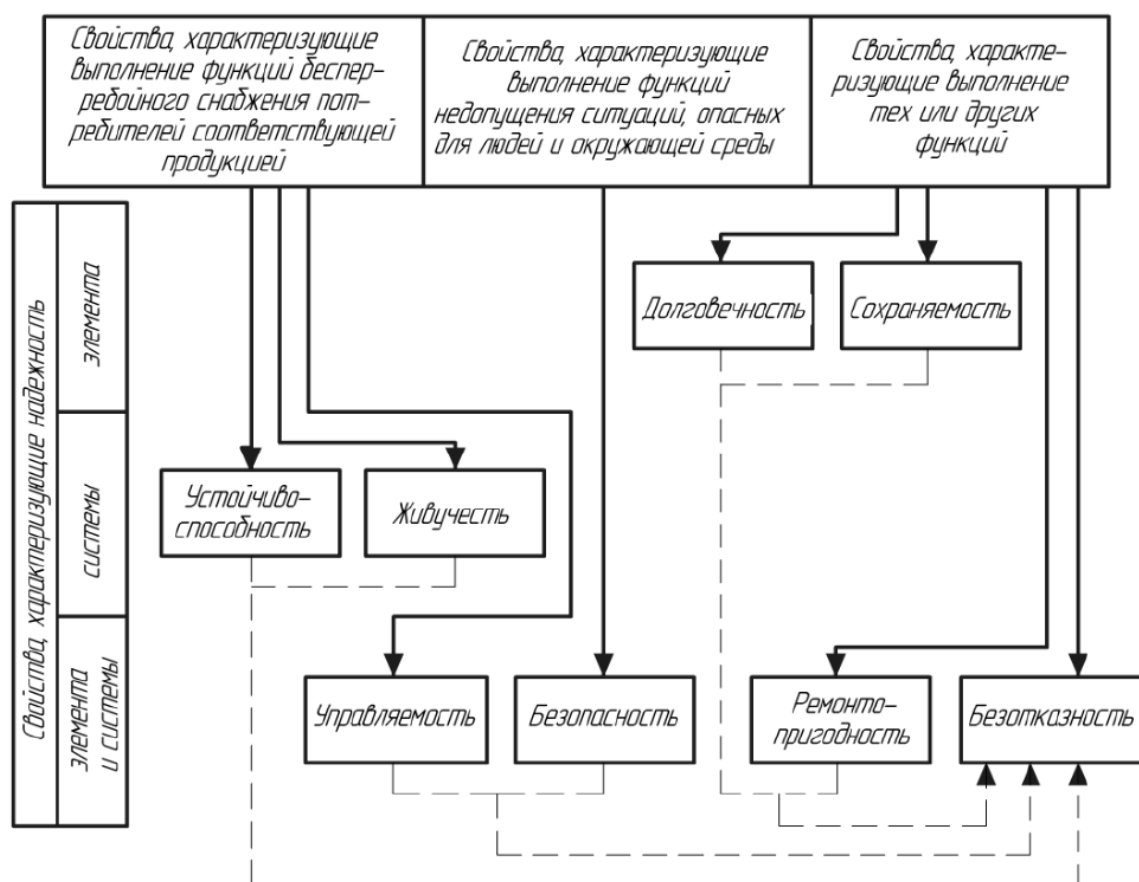 Свойства, характеризующие
выполнение функций беспер-
ребойного снабжения пот-
ребителей соответствующей
продукцией
Свойства, характеризующие
выполнение функций
недопущения ситуаций, опасных
для людей и окружающей среды
Свойства, характе-
ризующие выполнение
тех или других
функций
Свойства, характеризующие надежность
элемента
системы
элемента
и системы
Долговечность
Сохраняемость
Устойчиво-
способность
Живучесть
Управляемость
Безопасность
Ремонто-
пригодность
Безотказность